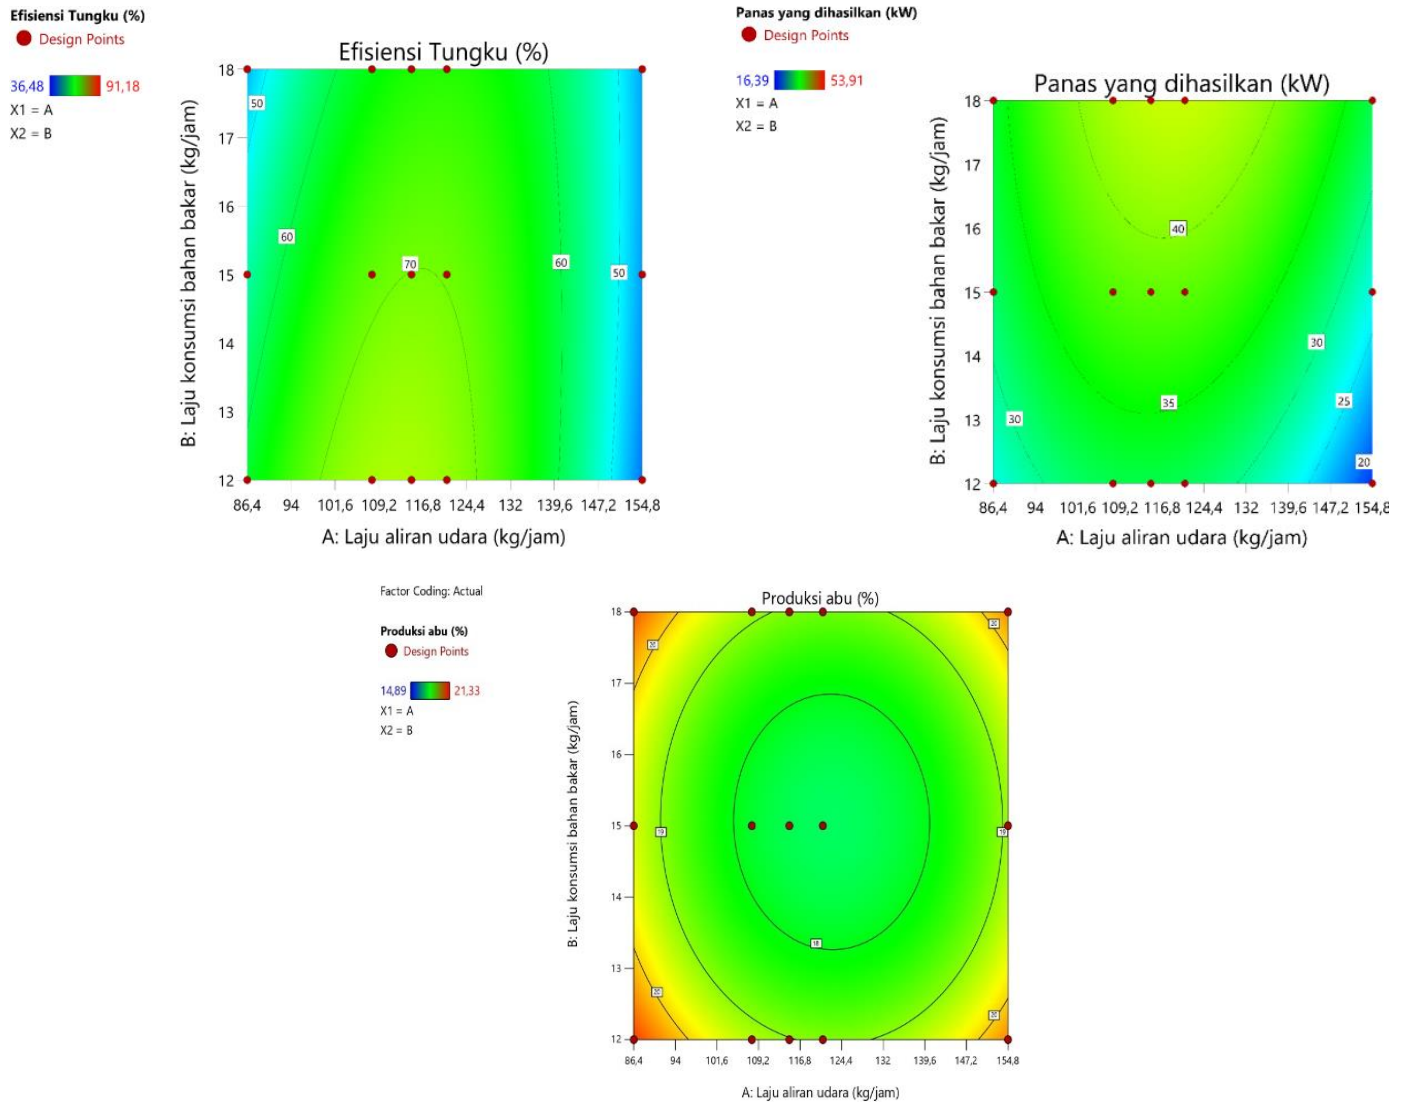 Efisiensi Tungku (%)
Design Points
36,48 91,18
X1 = A
X2 = B
Efisiensi Tungku (%)
B: Laju konsumsi bahan bakar (kg/jam)
18
17
16
15
14
13
12
50
60
70
60
50
86,4 94 101,6 109,2 116,8 124,4 132 139,6 147,2 154,8
A: Laju aliran udara (kg/jam)
Panas yang dihasilkan (kW)
Design Points
16,39 53,91
X1 = A
X2 = B
Panas yang dihasilkan (kW)
B: Laju konsumsi bahan bakar (kg/jam)
18
17
16
15
14
13
12
40
30
35
25
30
20
86,4 94 101,6 109,2 116,8 124,4 132 139,6 147,2 154,8
A: Laju aliran udara (kg/jam)
Factor Coding: Actual
Produksi abu (%)
Design Points
14,89 21,33
X1 = A
X2 = B
Produksi abu (%)
B: Laju konsumsi bahan bakar (kg/jam)
18
17
16
15
14
13
12
20
20
19
19
18
20
20
86,4 94 101,6 109,2 116,8 124,4 132 139,6 147,2 154,8
A: Laju aliran udara (kg/jam)